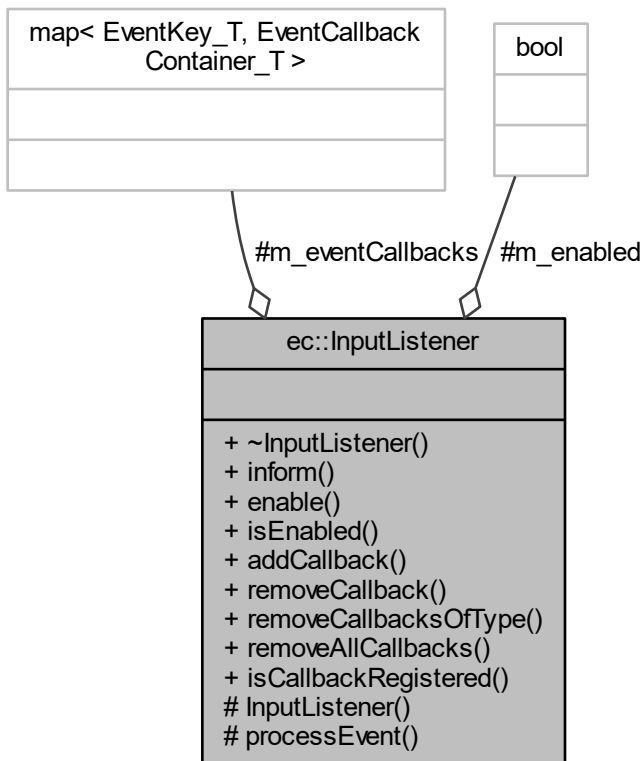 map< EventKey_T, EventCallback
Container_T >
bool
#m_eventCallbacks
#m_enabled
ec::InputListener
+ ~InputListener()
+ inform()
+ enable()
+ isEnabled()
+ addCallback()
+ removeCallback()
+ removeCallbacksOfType()
+ removeAllCallbacks()
+ isCallbackRegistered()
# InputListener()
# processEvent()